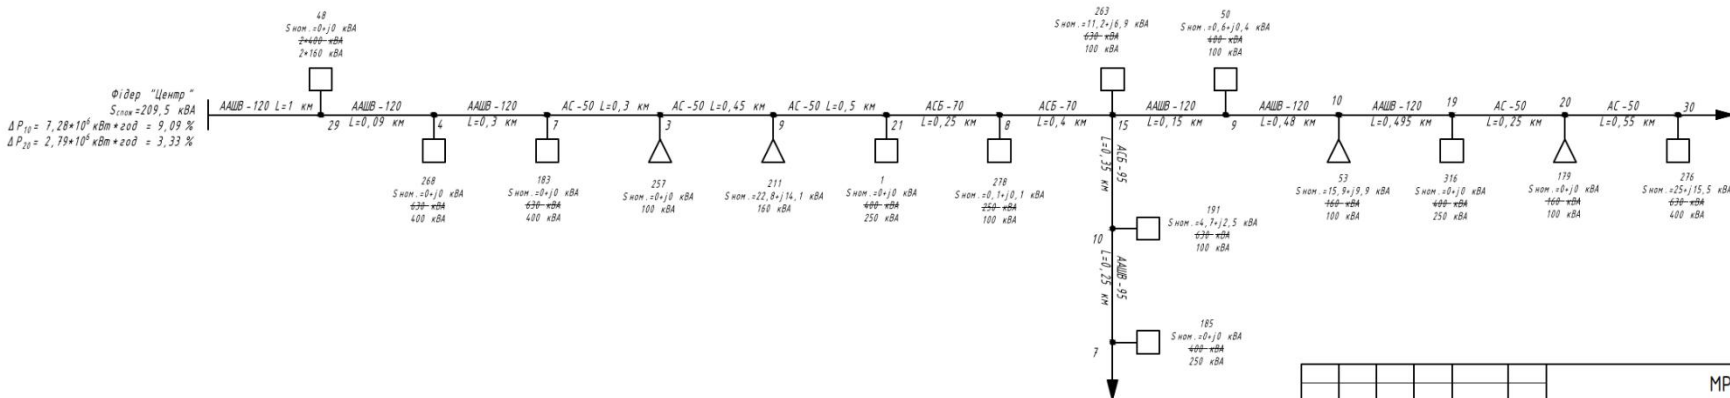 Фідер "Центр"
Sспож=209,5 кВА
ΔP₁₀= 7,28*10⁶ кВт*год = 9,09 %
ΔP₂₀= 2,79*10⁶ кВт*год = 3,33 %
48
Sном.=0+j0 кВА
2*400 кВА
2*160 кВА
263
Sном.=11,2+j6,9 кВА
630 кВА
100 кВА
50
Sном.=0,6+j0,4 кВА
400 кВА
100 кВА
ААШВ-120 L=1 км
29
ААШВ-120
L=0,09 км
4
ААШВ-120
L=0,3 км
7
АС-50 L=0,3 км
3
АС-50 L=0,45 км
9
АС-50 L=0,5 км
21
АСБ-70
L=0,25 км
8
АСБ-70
L=0,4 км
15
ААШВ-120
L=0,15 км
9
ААШВ-120
L=0,48 км
10
ААШВ-120
L=0,495 км
19
АС-50
L=0,25 км
20
АС-50
L=0,55 км
30
268
Sном.=0+j0 кВА
630 кВА
400 кВА
183
Sном.=0+j0 кВА
630 кВА
400 кВА
257
Sном.=0+j0 кВА
100 кВА
211
Sном.=22,8+j14,1 кВА
160 кВА
1
Sном.=0+j0 кВА
400 кВА
250 кВА
278
Sном.=0,1+j0,1 кВА
250 кВА
100 кВА
53
Sном.=15,9+j9,9 кВА
160 кВА
100 кВА
316
Sном.=0+j0 кВА
400 кВА
250 кВА
179
Sном.=0+j0 кВА
160 кВА
100 кВА
276
Sном.=25+j15,5 кВА
630 кВА
400 кВА
АСБ-95
L=0,35 км
10
191
Sном.=4,7+j2,5 кВА
630 кВА
100 кВА
ААШВ-95
L=0,25 км
7
185
Sном.=0+j0 кВА
400 кВА
250 кВА
МР